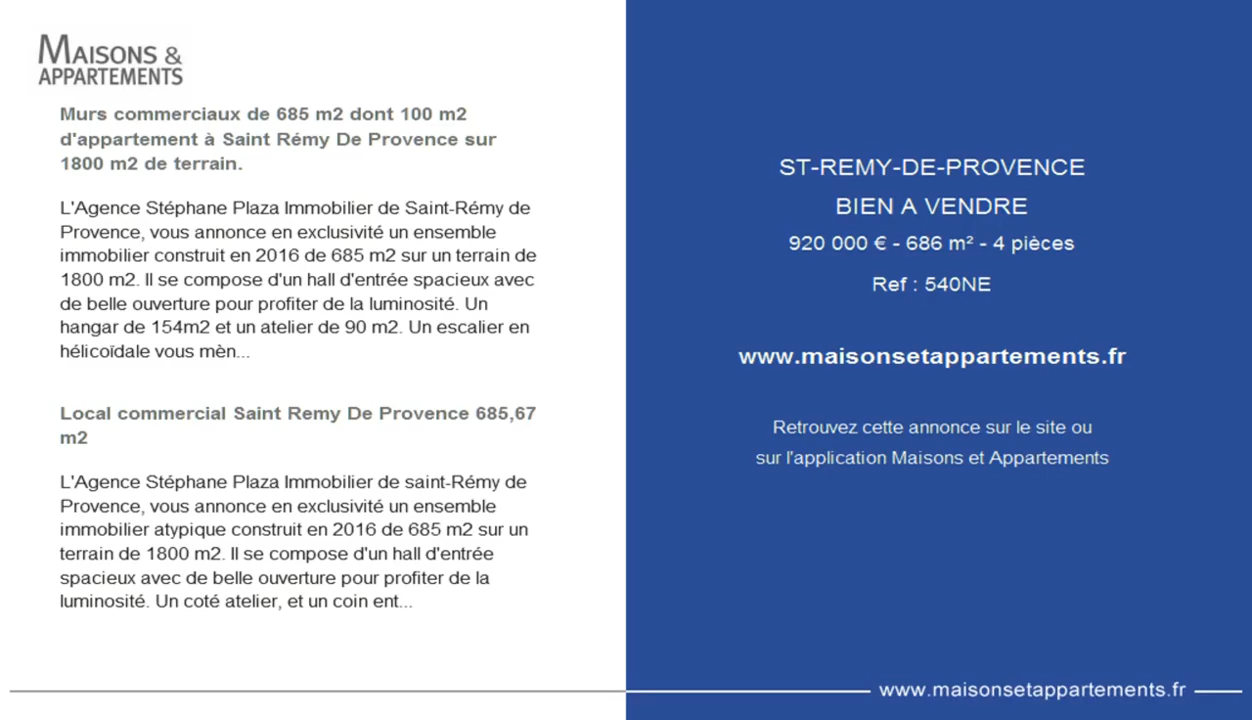 MAISONS &
APPARTEMENTS
Murs commerciaux de 685 m2 dont 100 m2
d'appartement à Saint Rémy De Provence sur
1800 m2 de terrain.
L'Agence Stéphane Plaza Immobilier de Saint-Rémy de
Provence, vous annonce en exclusivité un ensemble
immobilier construit en 2016 de 685 m2 sur un terrain de
1800 m2. Il se compose d'un hall d'entrée spacieux avec
de belle ouverture pour profiter de la luminosité. Un
hangar de 154m2 et un atelier de 90 m2. Un escalier en
hélicoïdale vous mèn...
Local commercial Saint Remy De Provence 685,67
m2
L'Agence Stéphane Plaza Immobilier de saint-Rémy de
Provence, vous annonce en exclusivité un ensemble
immobilier atypique construit en 2016 de 685 m2 sur un
terrain de 1800 m2. Il se compose d'un hall d'entrée
spacieux avec de belle ouverture pour profiter de la
luminosité. Un coté atelier, et un coin ent...
ST-REMY-DE-PROVENCE
BIEN A VENDRE
920 000 € - 686 m² - 4 pièces
Ref : 540NE
www.maisonsetappartements.fr
Retrouvez cette annonce sur le site ou
sur l'application Maisons et Appartements
www.maisonsetappartements.fr